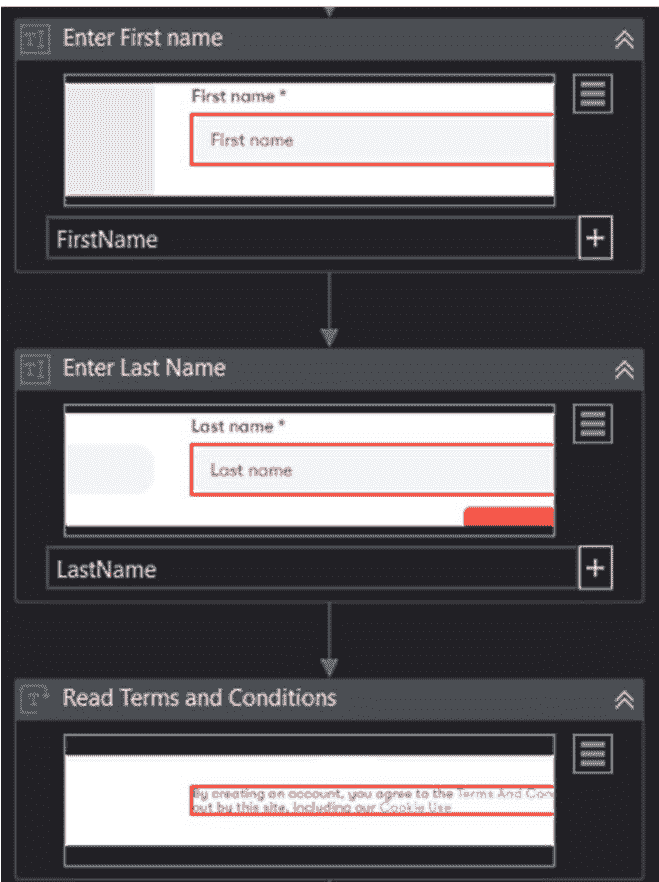 Enter First name
First name *
First name
FirstName
Enter Last Name
Last name *
Last name
LastName
Read Terms and Conditions
By creating an account, you agree to the Terms And
out by this site, including our Cookie Use